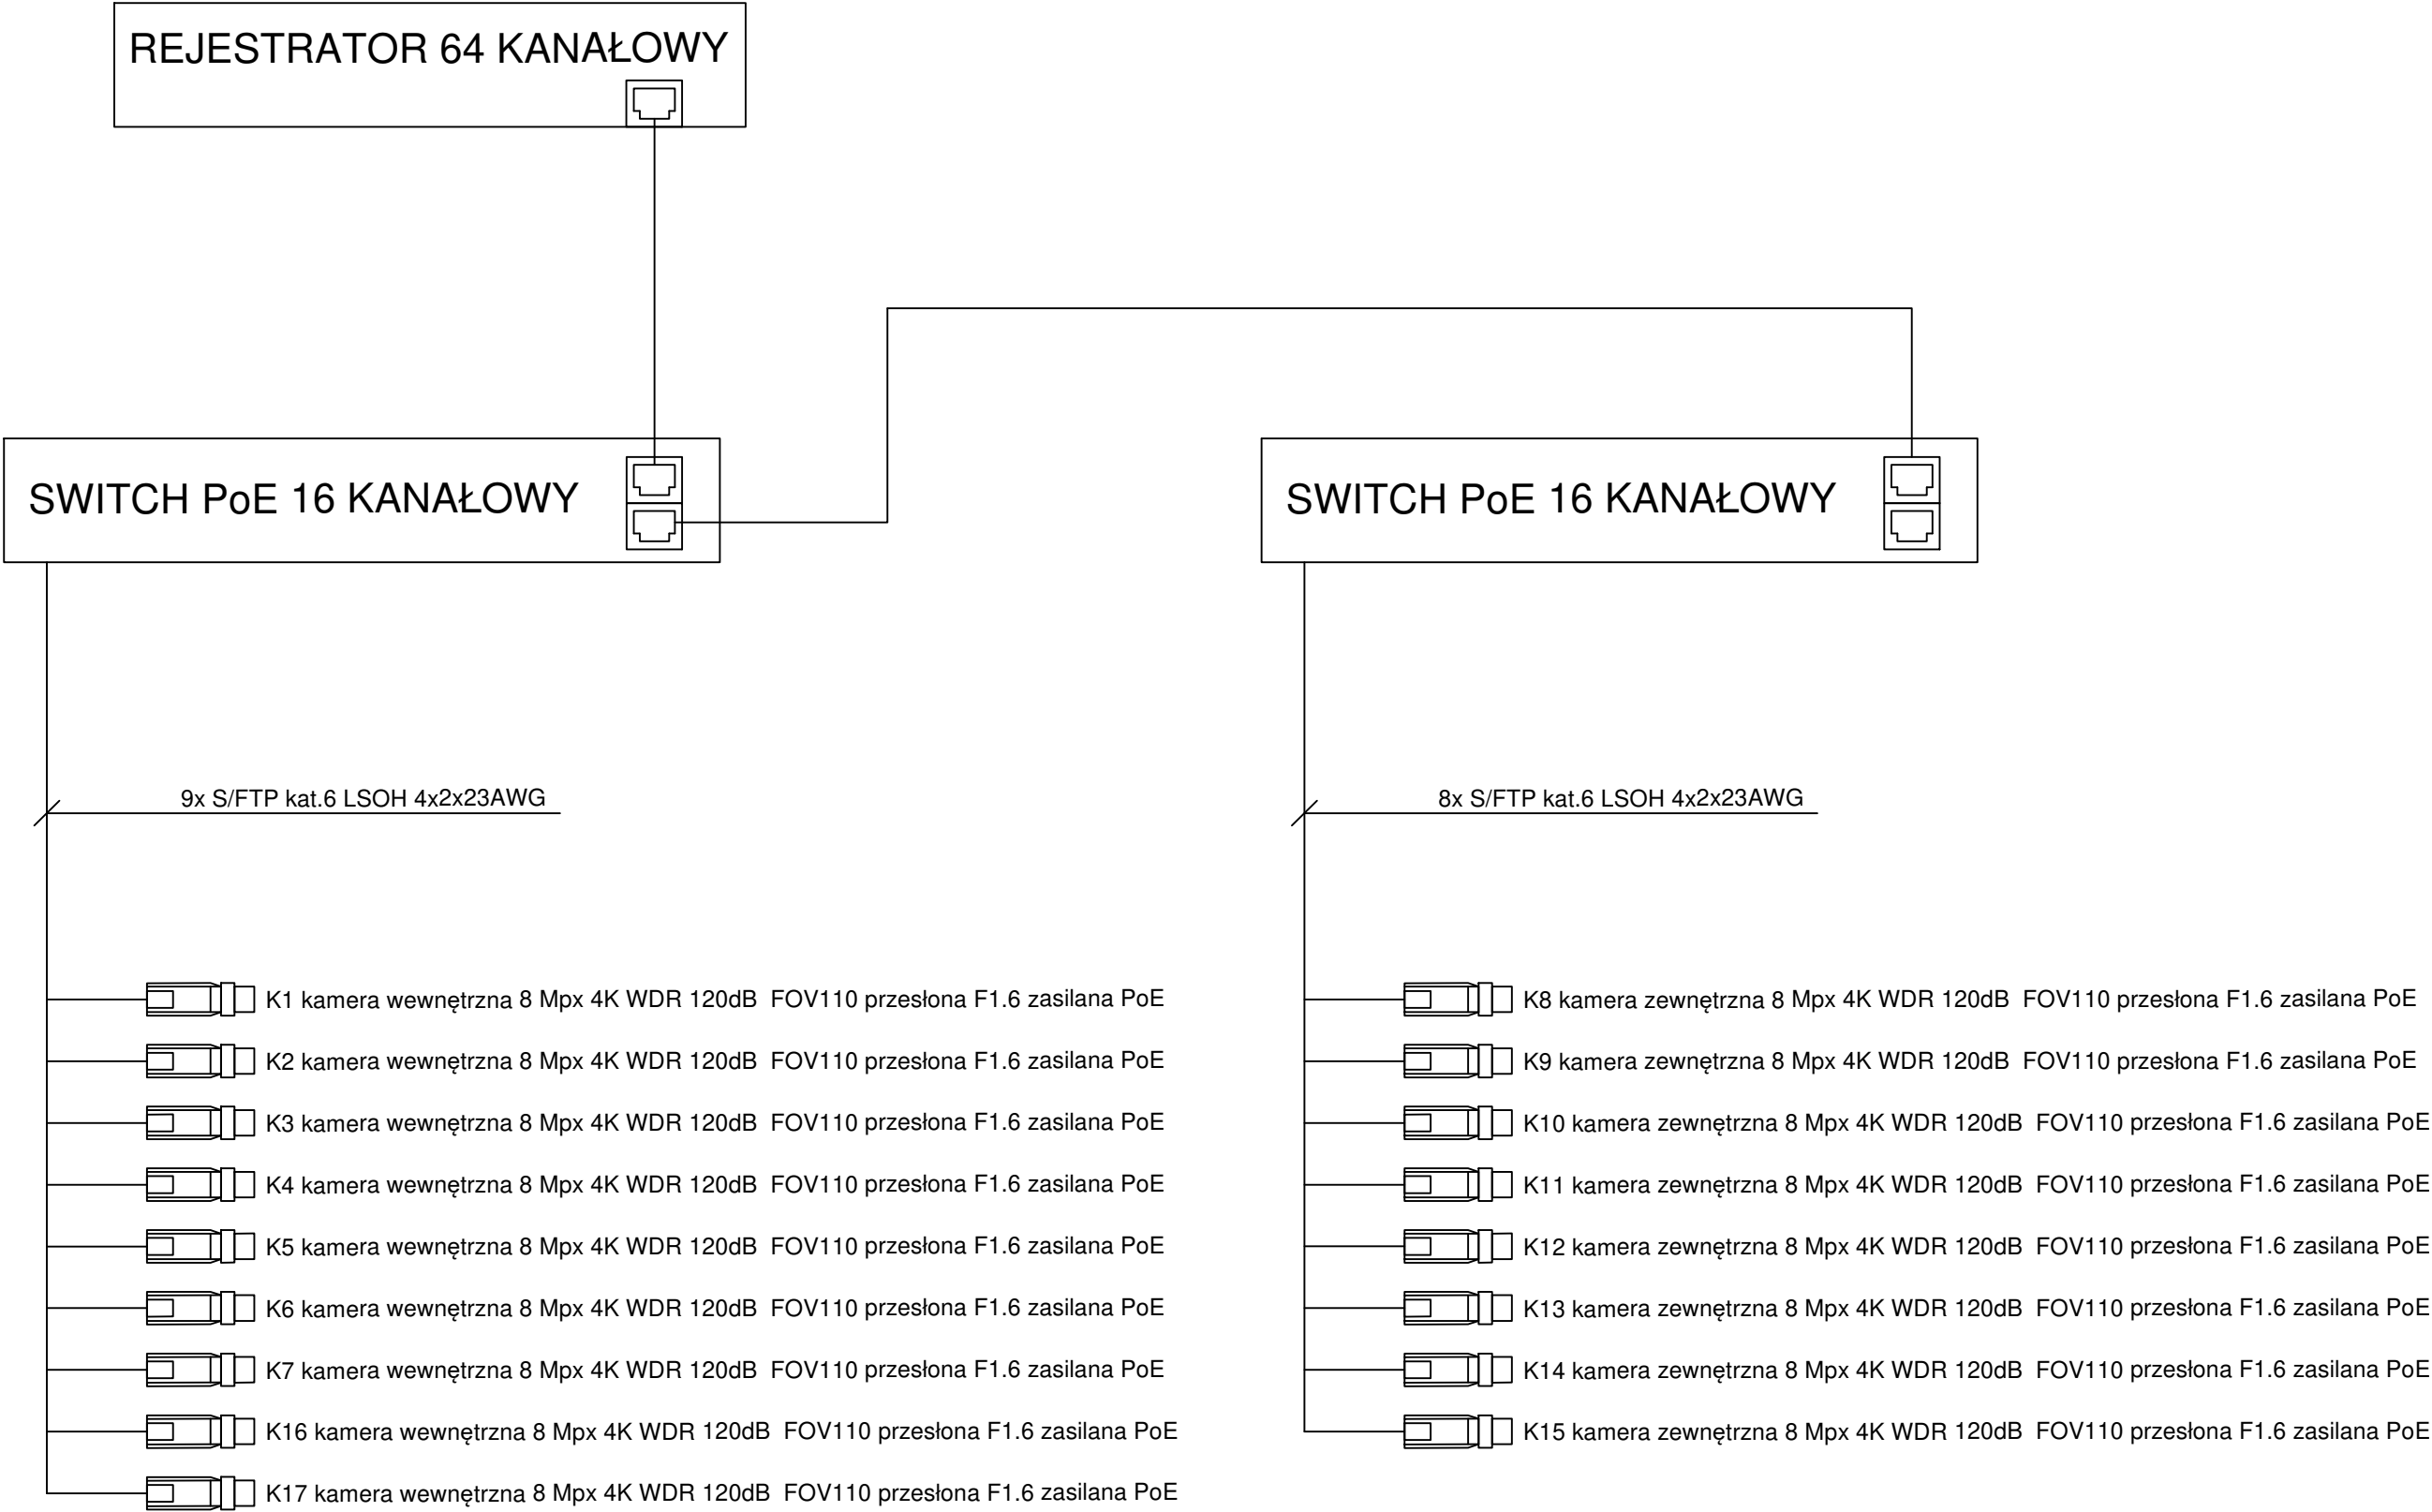 REJESTRATOR 64 KANAŁOWY
SWITCH PoE 16 KANAŁOWY
SWITCH PoE 16 KANAŁOWY
9x S/FTP kat.6 LSOH 4x2x23AWG
8x S/FTP kat.6 LSOH 4x2x23AWG
K1 kamera wewnętrzna 8 Mpx 4K WDR 120dB FOV110 przesłona F1.6 zasilana PoE
K2 kamera wewnętrzna 8 Mpx 4K WDR 120dB FOV110 przesłona F1.6 zasilana PoE
K3 kamera wewnętrzna 8 Mpx 4K WDR 120dB FOV110 przesłona F1.6 zasilana PoE
K4 kamera wewnętrzna 8 Mpx 4K WDR 120dB FOV110 przesłona F1.6 zasilana PoE
K5 kamera wewnętrzna 8 Mpx 4K WDR 120dB FOV110 przesłona F1.6 zasilana PoE
K6 kamera wewnętrzna 8 Mpx 4K WDR 120dB FOV110 przesłona F1.6 zasilana PoE
K7 kamera wewnętrzna 8 Mpx 4K WDR 120dB FOV110 przesłona F1.6 zasilana PoE
K16 kamera wewnętrzna 8 Mpx 4K WDR 120dB FOV110 przesłona F1.6 zasilana PoE
K17 kamera wewnętrzna 8 Mpx 4K WDR 120dB FOV110 przesłona F1.6 zasilana PoE
K8 kamera zewnętrzna 8 Mpx 4K WDR 120dB FOV110 przesłona F1.6 zasilana PoE
K9 kamera zewnętrzna 8 Mpx 4K WDR 120dB FOV110 przesłona F1.6 zasilana PoE
K10 kamera zewnętrzna 8 Mpx 4K WDR 120dB FOV110 przesłona F1.6 zasilana PoE
K11 kamera zewnętrzna 8 Mpx 4K WDR 120dB FOV110 przesłona F1.6 zasilana PoE
K12 kamera zewnętrzna 8 Mpx 4K WDR 120dB FOV110 przesłona F1.6 zasilana PoE
K13 kamera zewnętrzna 8 Mpx 4K WDR 120dB FOV110 przesłona F1.6 zasilana PoE
K14 kamera zewnętrzna 8 Mpx 4K WDR 120dB FOV110 przesłona F1.6 zasilana PoE
K15 kamera zewnętrzna 8 Mpx 4K WDR 120dB FOV110 przesłona F1.6 zasilana PoE